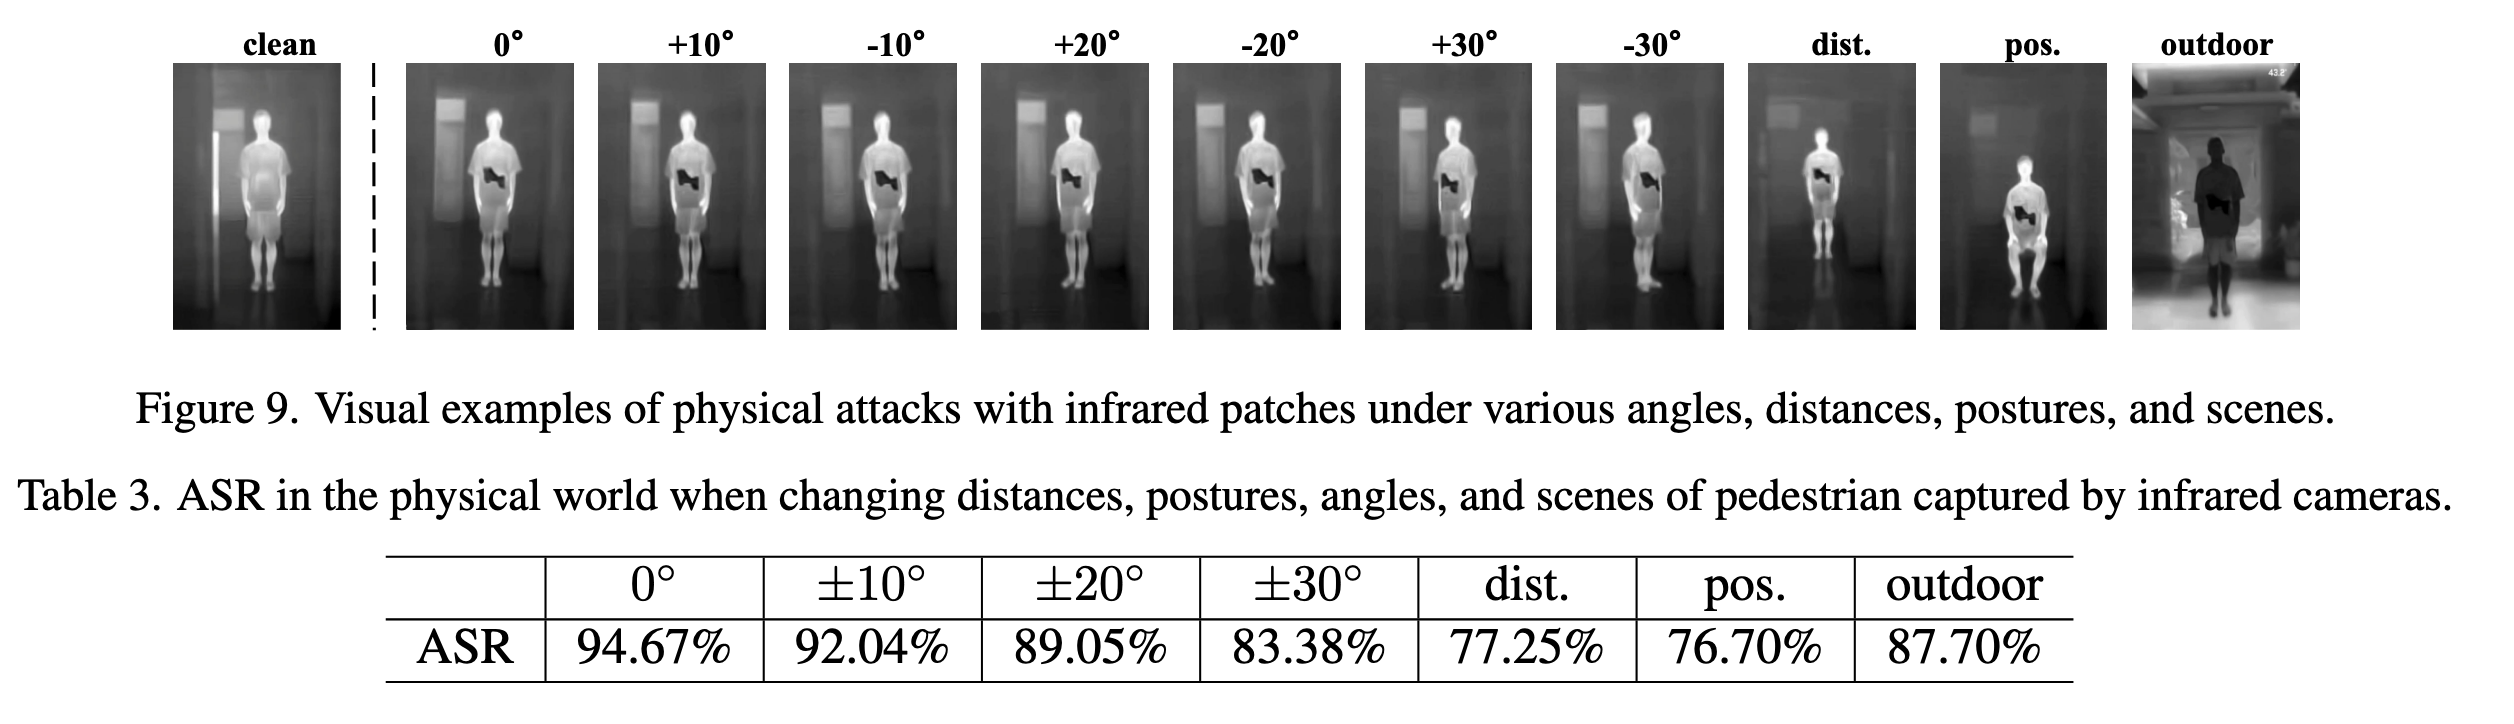 clean 0° +10° -10° +20° -20° +30° -30° dist. pos. outdoor
43.2°
Figure 9. Visual examples of physical attacks with infrared patches under various angles, distances, postures, and scenes.
Table 3. ASR in the physical world when changing distances, postures, angles, and scenes of pedestrian captured by infrared cameras.
0° ±10° ±20° ±30° dist. pos. outdoor
ASR 94.67% 92.04% 89.05% 83.38% 77.25% 76.70% 87.70%